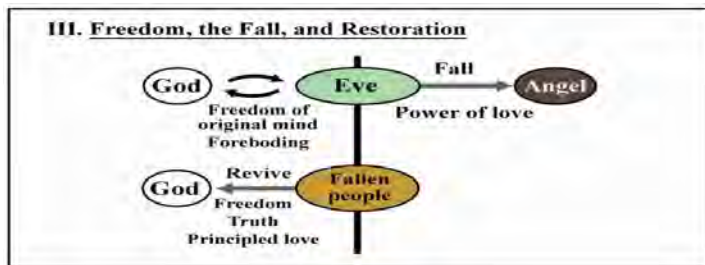 III. Freedom, the Fall, and Restoration
God
Eve
Fall
Angel
Freedom of
original mind
Foreboding
Power of love
God
Revive
Fallen
people
Freedom
Truth
Principled love